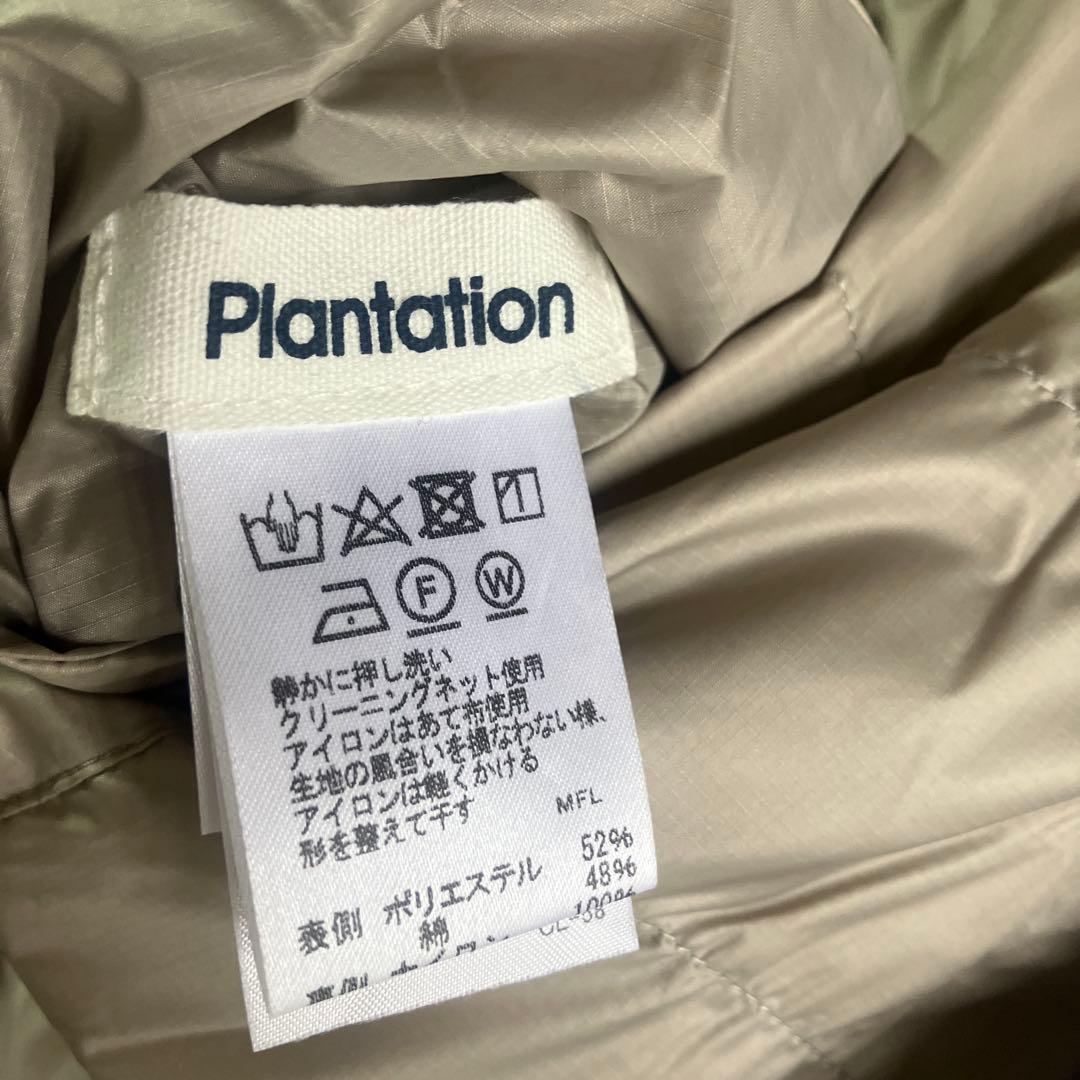 Plantation
F W
静かに押し洗い
クリーニングネット使用
アイロンはあて布使用
生地の風合いを損なわない様、
アイロンは軽くかける
形を整えて干す
MFL
表側 ポリエステル 52%
綿 48%
100%